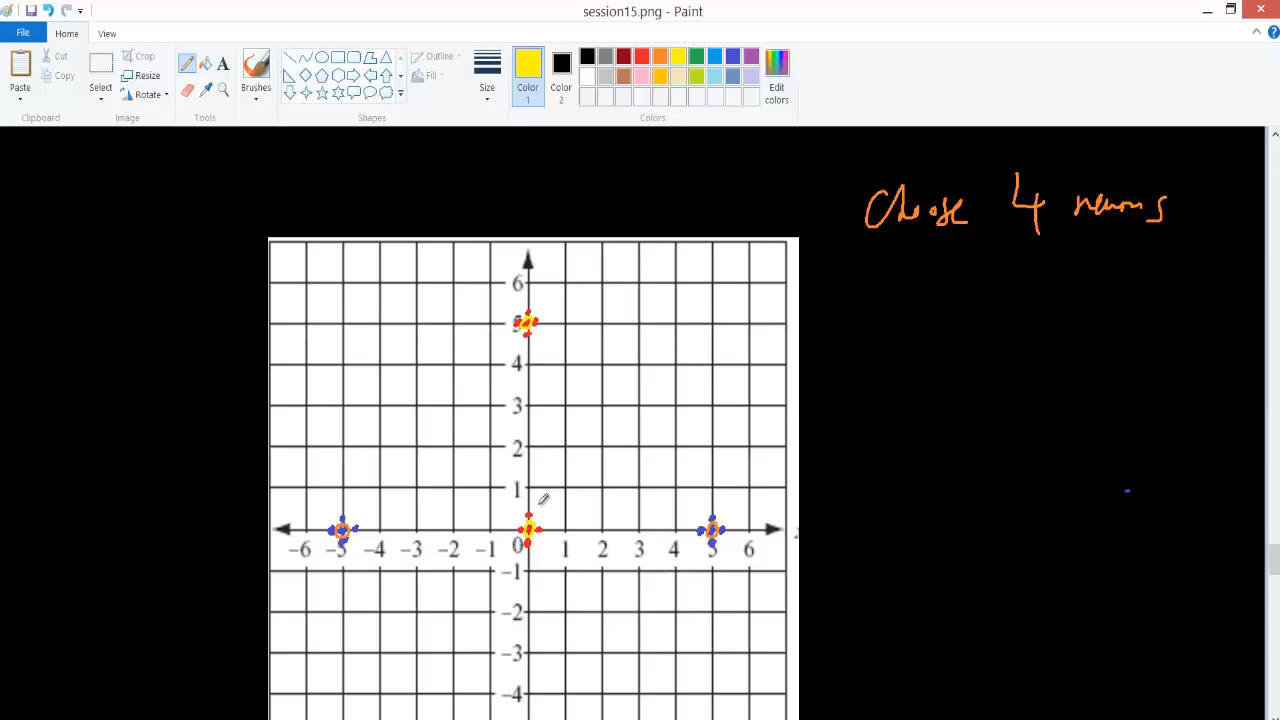 session15.png - Paint
File Home View
Paste Cut Copy
Select Crop Resize Rotate
Brushes
Outline Fill
Size
Color 1 Color 2
Edit colors
Clipboard Image Tools Shapes Colors
Choose 4 neurons
6
5
4
3
2
1
-6 -5 -4 -3 -2 -1 0 1 2 3 4 5 6
-1
-2
-3
-4